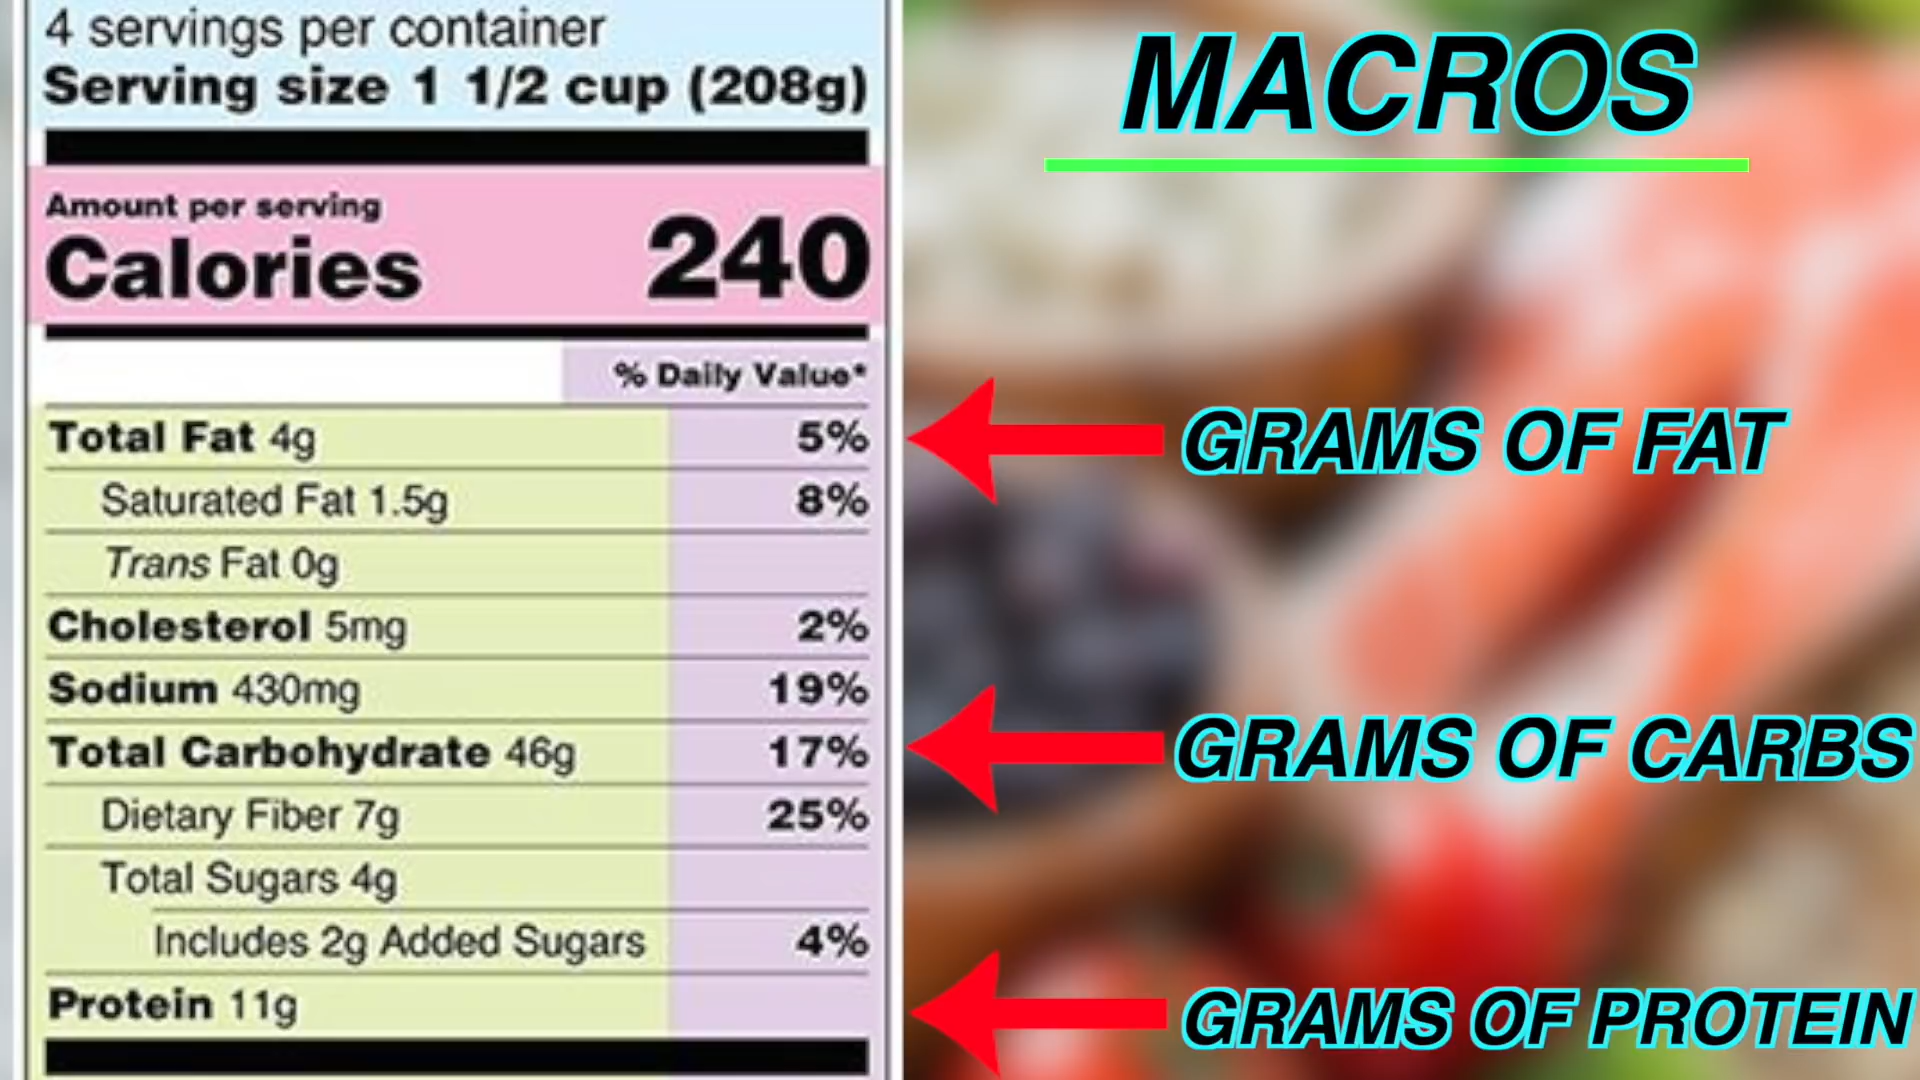 4 servings per container
Serving size 1 1/2 cup (208g)
Amount per serving
Calories 240
% Daily Value*
Total Fat 4g 5%
Saturated Fat 1.5g 8%
Trans Fat 0g
Cholesterol 5mg 2%
Sodium 430mg 19%
Total Carbohydrate 46g 17%
Dietary Fiber 7g 25%
Total Sugars 4g
Includes 2g Added Sugars 4%
Protein 11g
MACROS
GRAMS OF FAT
GRAMS OF CARBS
GRAMS OF PROTEIN